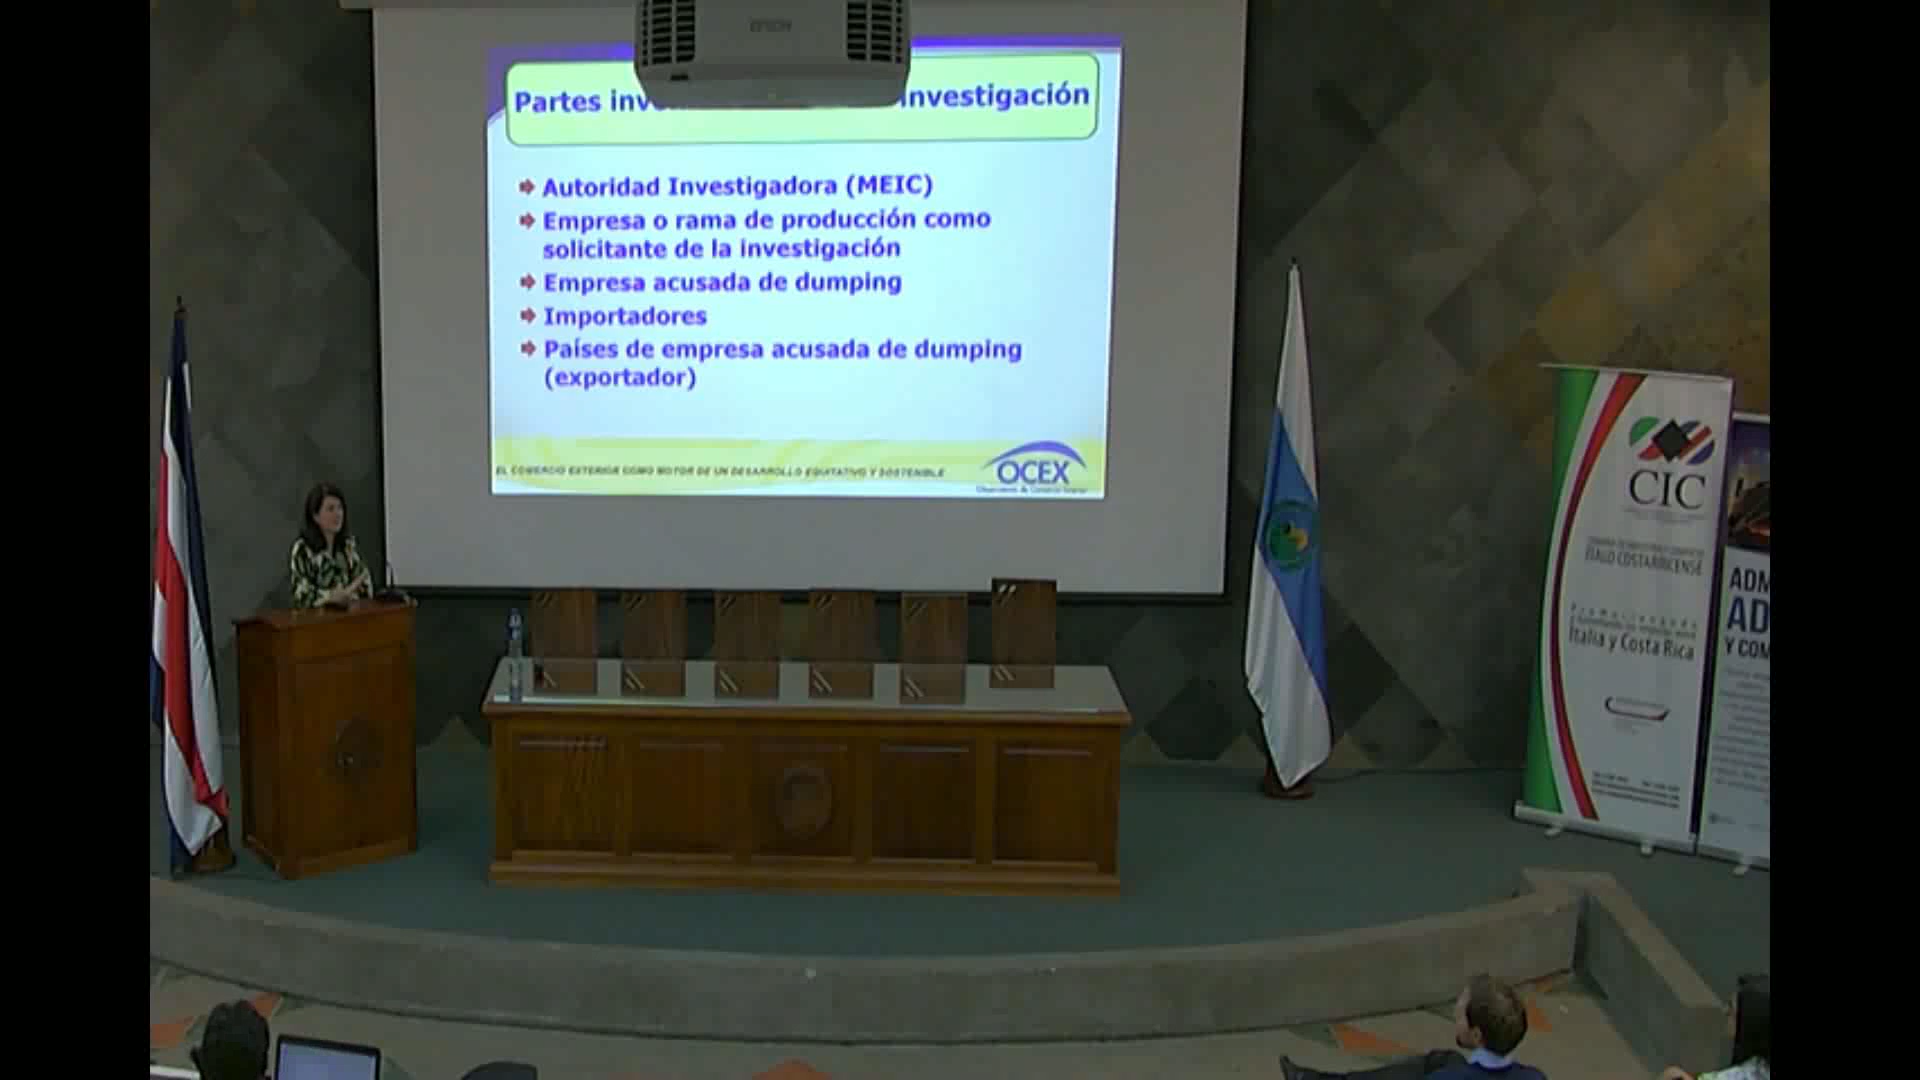 EPSON
Partes inv
investigación
Autoridad Investigadora (MEIC)
Empresa o rama de producción como
solicitante de la investigación
Empresa acusada de dumping
Importadores
Países de empresa acusada de dumping
(exportador)
EL COMERCIO EXTERIOR COMO MOTOR DE UN DESARROLLO EQUITATIVO Y SOSTENIBLE
OCEX
CIC
ITALO COSTARRICENSE
Italia y Costa Rica
ADM
AD
Y COM